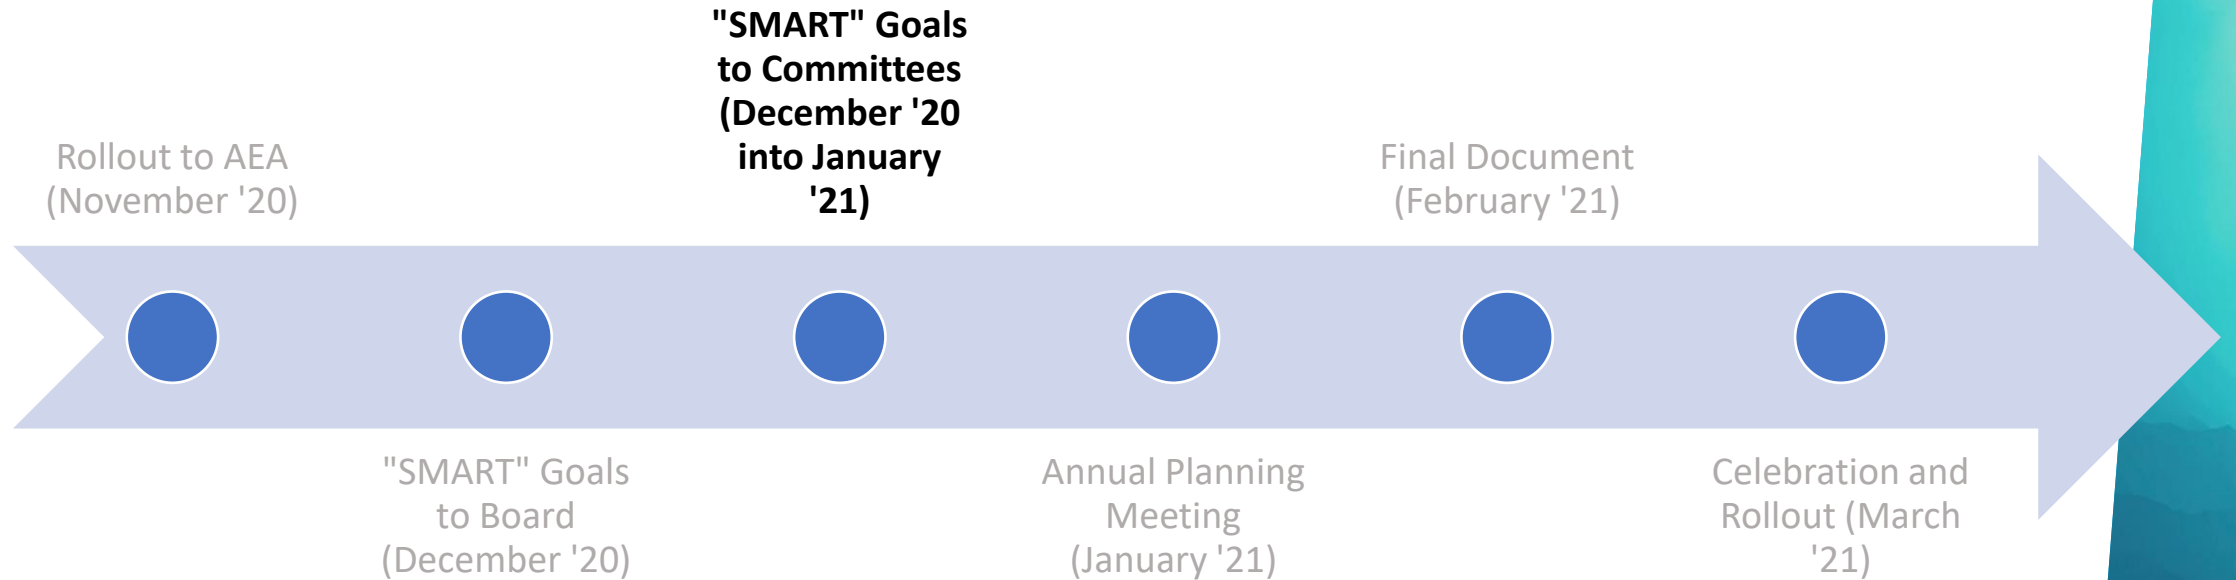 Rollout to AEA
(November '20)
"SMART" Goals
to Board
(December '20)
"SMART" Goals
to Committees
(December '20
into January
'21)
Annual Planning
Meeting
(January '21)
Final Document
(February '21)
Celebration and
Rollout (March
'21)